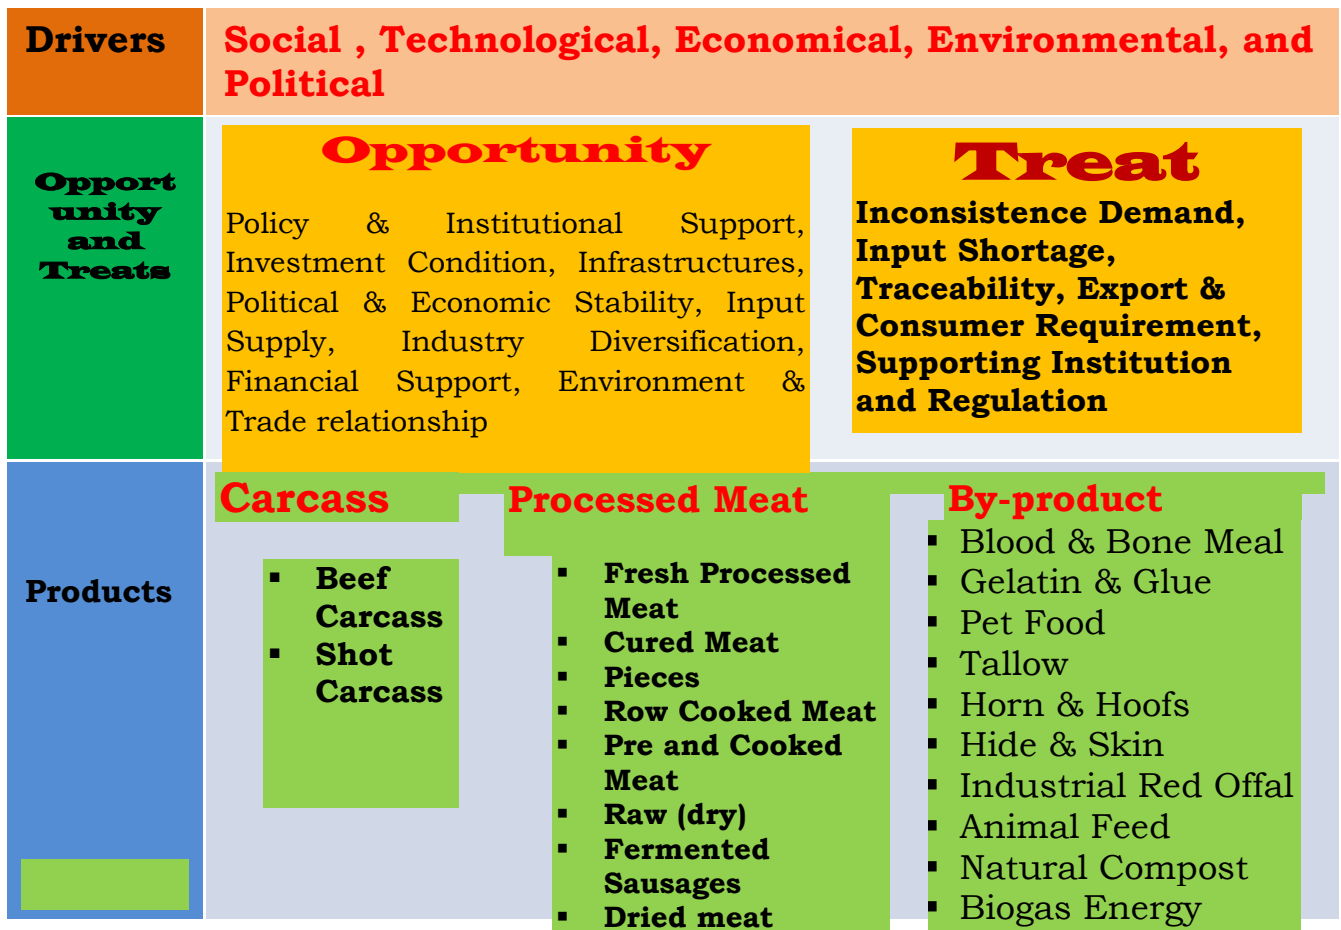 Drivers
Social , Technological, Economical, Environmental, and
Political
Opport
unity
and
Treats
Opportunity
Policy & Institutional Support,
Investment Condition, Infrastructures,
Political & Economic Stability, Input
Supply, Industry Diversification,
Financial Support, Environment &
Trade relationship
Treat
Inconsistence Demand,
Input Shortage,
Traceability, Export &
Consumer Requirement,
Supporting Institution
and Regulation
Products
Carcass
▪ Beef
Carcass
▪ Shot
Carcass
Processed Meat
▪ Fresh Processed
Meat
▪ Cured Meat
▪ Pieces
▪ Row Cooked Meat
▪ Pre and Cooked
Meat
▪ Raw (dry)
▪ Fermented
Sausages
▪ Dried meat
By-product
▪ Blood & Bone Meal
▪ Gelatin & Glue
▪ Pet Food
▪ Tallow
▪ Horn & Hoofs
▪ Hide & Skin
▪ Industrial Red Offal
▪ Animal Feed
▪ Natural Compost
▪ Biogas Energy